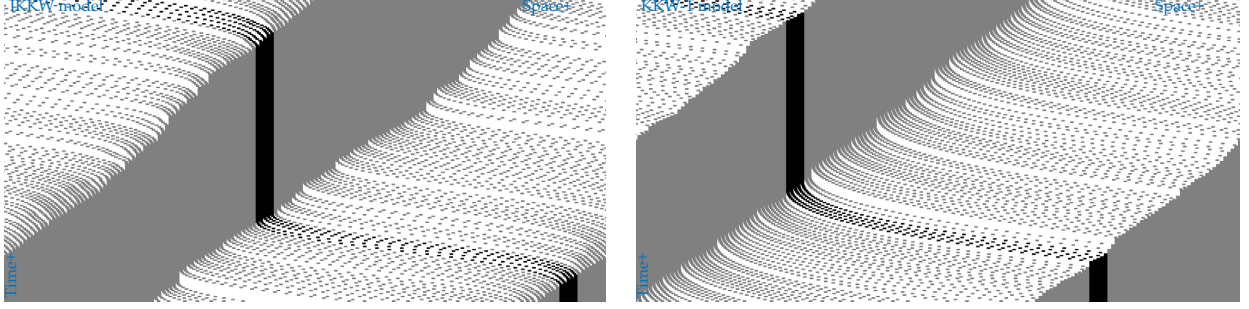 IKKW model
Space+
KKW-I model
Space+
Time+
Time+